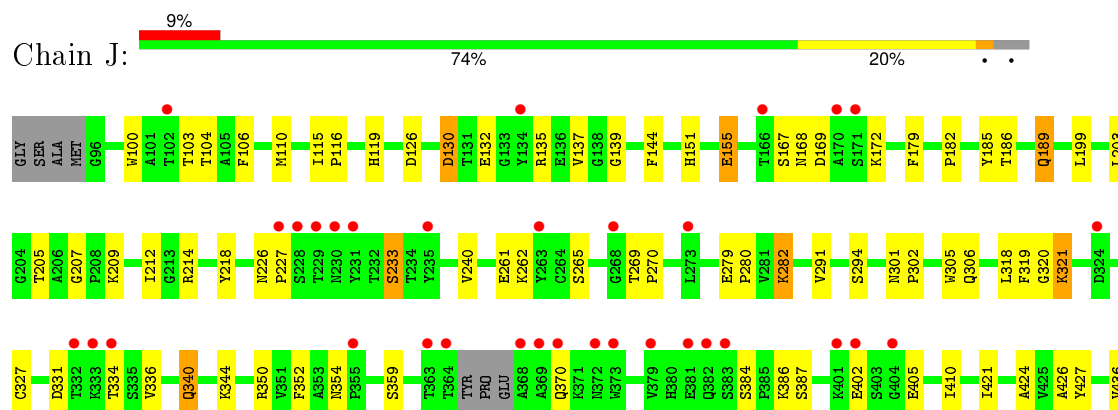 9%
Chain J:
74% 20% • •
GLY SER ALA MET G96 W100 A101 T102 T103 T104 A105 F106 M110 I115 P116 H119 D126 D130 T131 E132 G133 Y134 R135 E136 V137 G138 G139 F144 H151 E155 T166 S167 N168 D169 A170 S171 K172 F179 P182 Y185 T186 Q189 L199 L203
G204 T205 A206 G207 P208 K209 I212 G213 R214 Y218 N226 P227 S228 T229 N230 Y231 T232 S233 T234 Y235 V240 E261 K262 Y263 C264 S265 G268 T269 P270 L273 E279 P280 V281 K282 V291 S294 N301 P302 W305 Q306 L318 F319 G320 K321 D324
C327 D331 T332 K333 T334 S335 V336 Q340 K344 R350 V351 F352 A353 N354 P355 S359 T363 T364 TYR PRO GLU A368 A369 Q370 K371 N372 W373 V379 H380 E381 Q382 S383 S384 P385 K386 S387 K401 E402 S403 G404 E405 I410 I421 A424 V425 A426 Y427